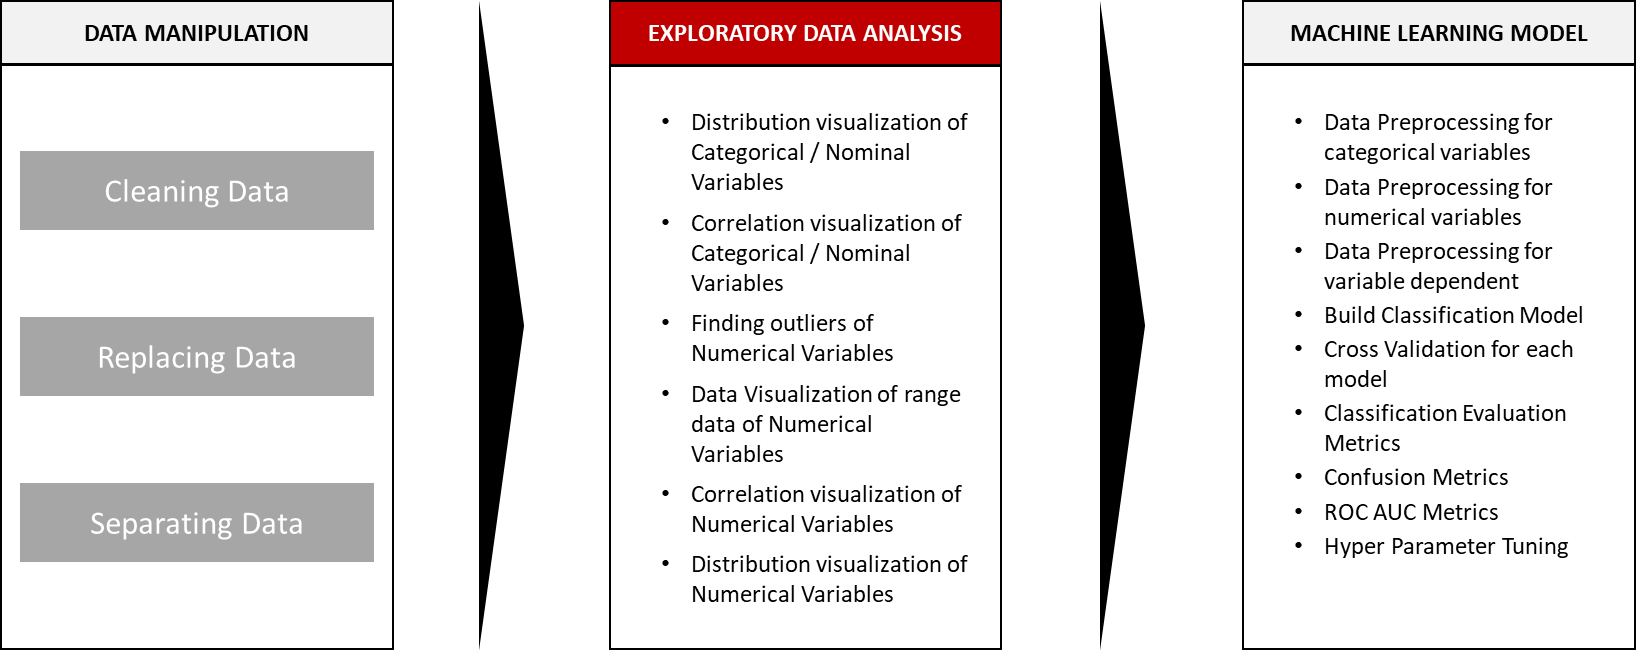 DATA MANIPULATION
Cleaning Data
Replacing Data
Separating Data
EXPLORATORY DATA ANALYSIS
• Distribution visualization of
Categorical / Nominal
Variables
• Correlation visualization of
Categorical / Nominal
Variables
• Finding outliers of
Numerical Variables
• Data Visualization of range
data of Numerical
Variables
• Correlation visualization of
Numerical Variables
• Distribution visualization of
Numerical Variables
MACHINE LEARNING MODEL
• Data Preprocessing for
categorical variables
• Data Preprocessing for
numerical variables
• Data Preprocessing for
variable dependent
• Build Classification Model
• Cross Validation for each
model
• Classification Evaluation
Metrics
• Confusion Metrics
• ROC AUC Metrics
• Hyper Parameter Tuning